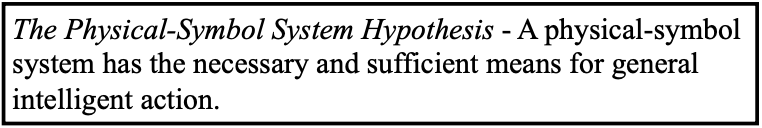 The Physical-Symbol System Hypothesis - A physical-symbol
system has the necessary and sufficient means for general
intelligent action.